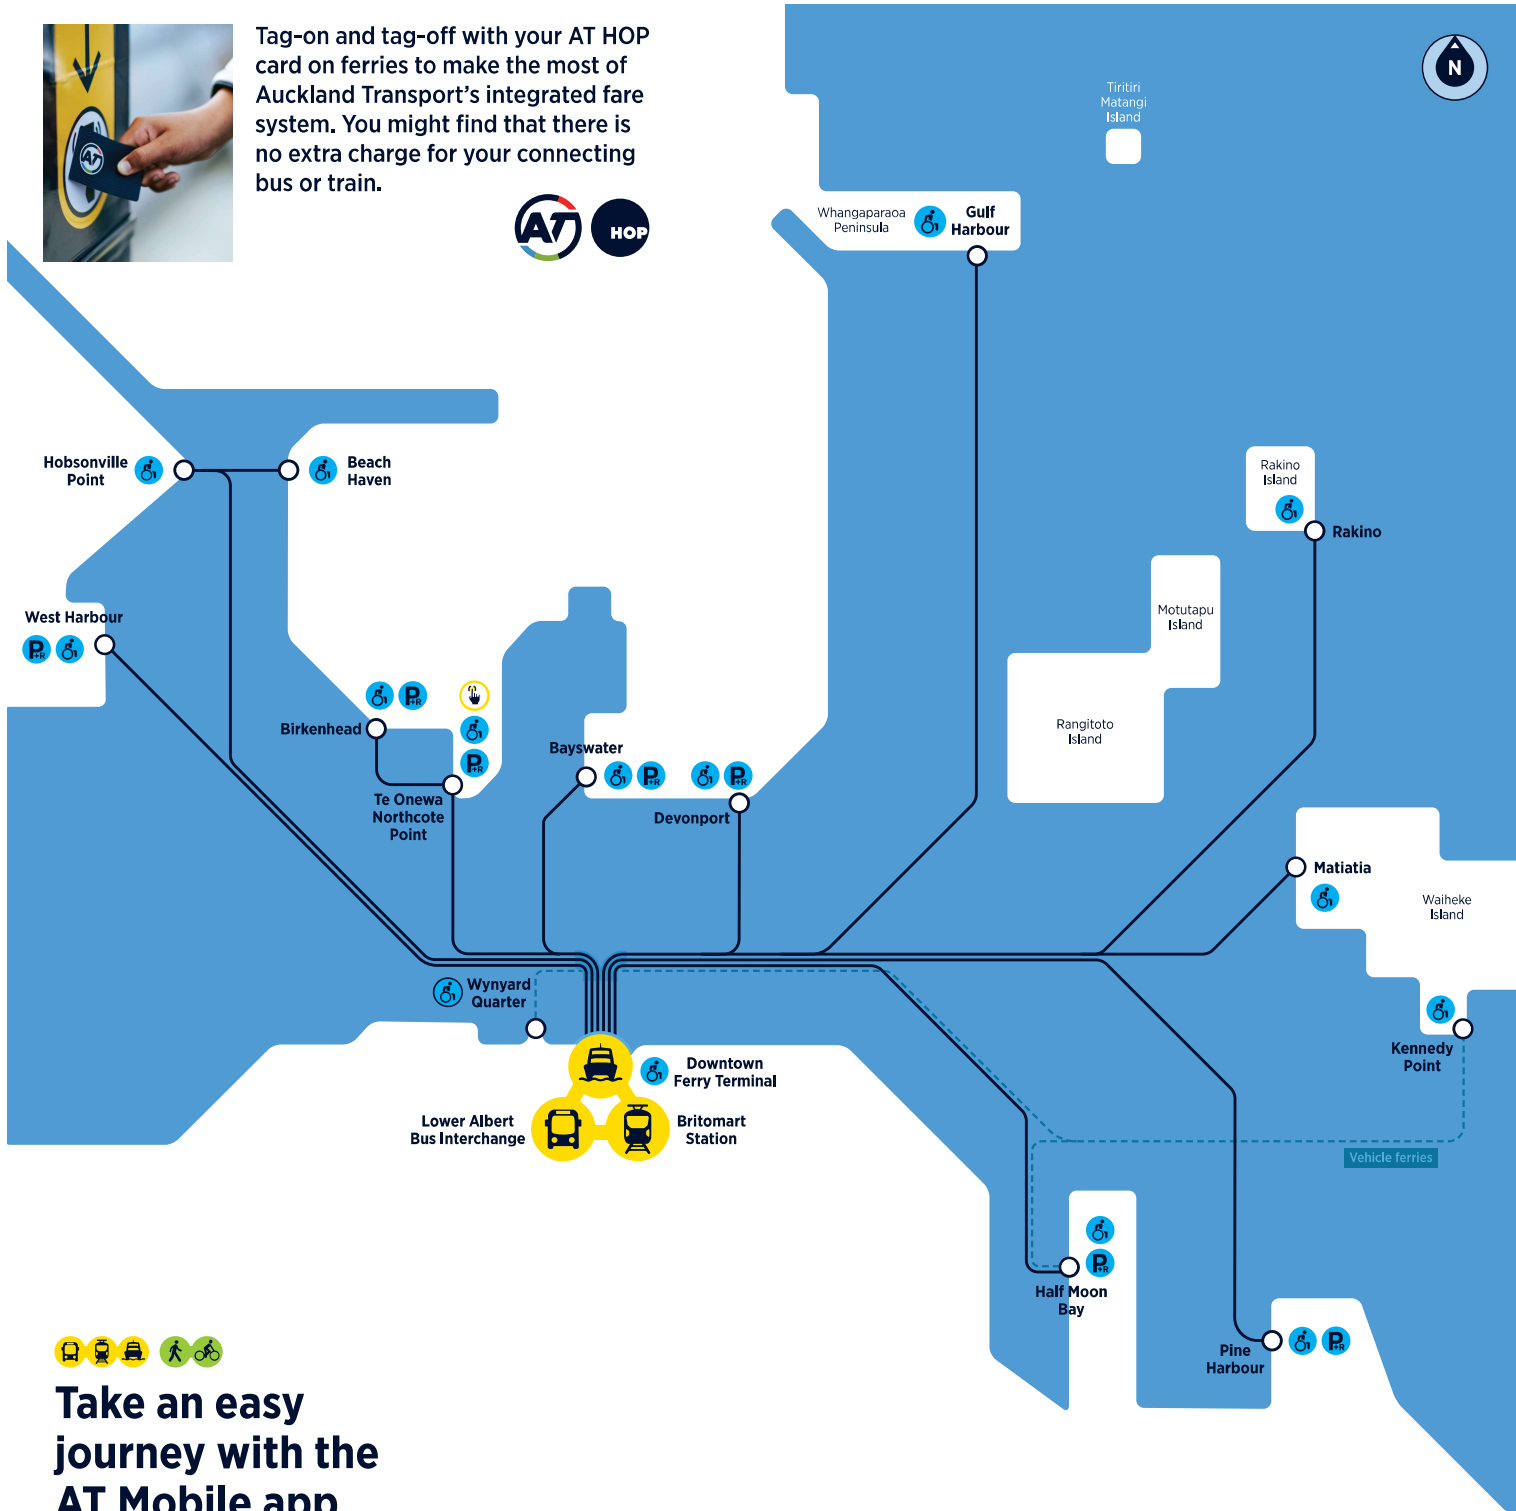 Tag-on and tag-off with your AT HOP
card on ferries to make the most of
Auckland Transport's integrated fare
system. You might find that there is
no extra charge for your connecting
bus or train.
AT
AT
HOP
N
Tiritiri
Matangi
Island
Whangaparaoa
Peninsula
Gulf
Harbour
Hobsonville
Point
Beach
Haven
Rakino
Island
Rakino
Motutapu
Island
West Harbour
P+R
Birkenhead
P+R
P+R
Te Onewa
Northcote
Point
Bayswater
P+R
P+R
Devonport
Rangitoto
Island
Matiatia
Waiheke
Island
Wynyard
Quarter
Kennedy
Point
Downtown
Ferry Terminal
Lower Albert
Bus Interchange
Britomart
Station
Vehicle ferries
P+R
Half Moon
Bay
Pine
Harbour
P+R
Take an easy
journey with the
AT Mobile app